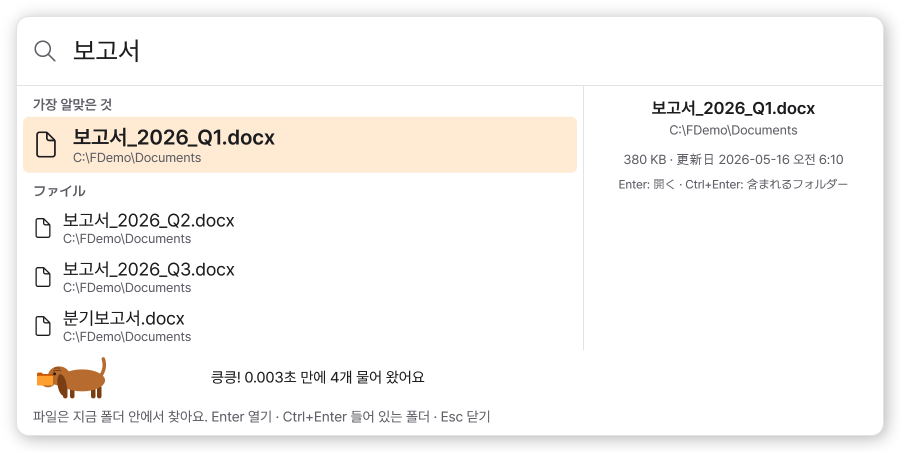 보고서
가장 알맞은 것
보고서_2026_Q1.docx
C:\FDemo\Documents
ファイル
보고서_2026_Q2.docx
C:\FDemo\Documents
보고서_2026_Q3.docx
C:\FDemo\Documents
분기보고서.docx
C:\FDemo\Documents
보고서_2026_Q1.docx
C:\FDemo\Documents
380 KB · 更新日 2026-05-16 오전 6:10
Enter: 開く · Ctrl+Enter: 含まれるフォルダー
킁킁! 0.003초 만에 4개 물어 왔어요
파일은 지금 폴더 안에서 찾아요. Enter 열기 · Ctrl+Enter 들어 있는 폴더 · Esc 닫기